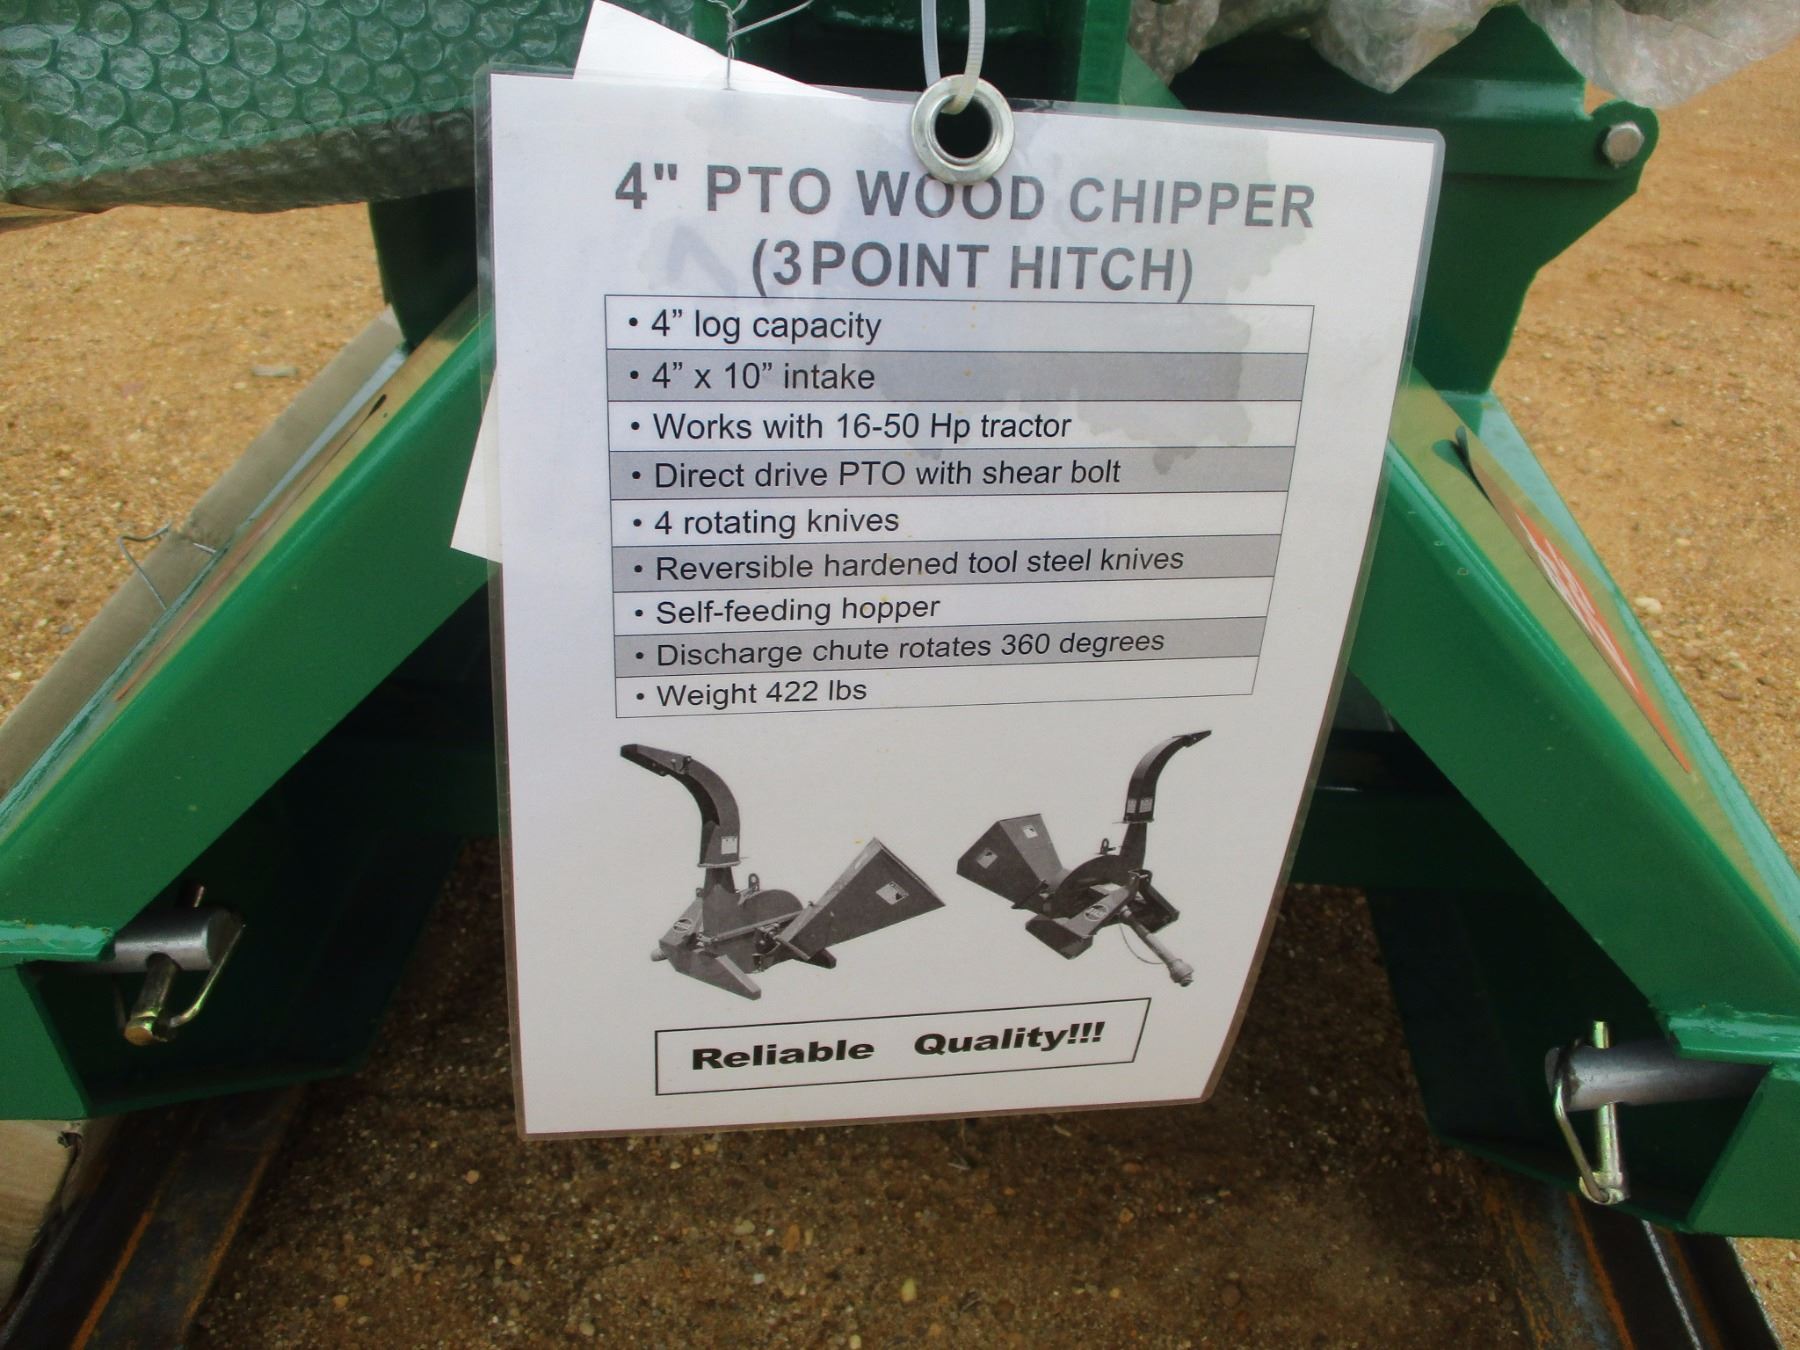 4" PTO WOOD CHIPPER
(3POINT HITCH)
• 4” log capacity
• 4” x 10” intake
• Works with 16-50 Hp tractor
• Direct drive PTO with shear bolt
• 4 rotating knives
• Reversible hardened tool steel knives
• Self-feeding hopper
• Discharge chute rotates 360 degrees
• Weight 422 lbs
Reliable Quality!!!